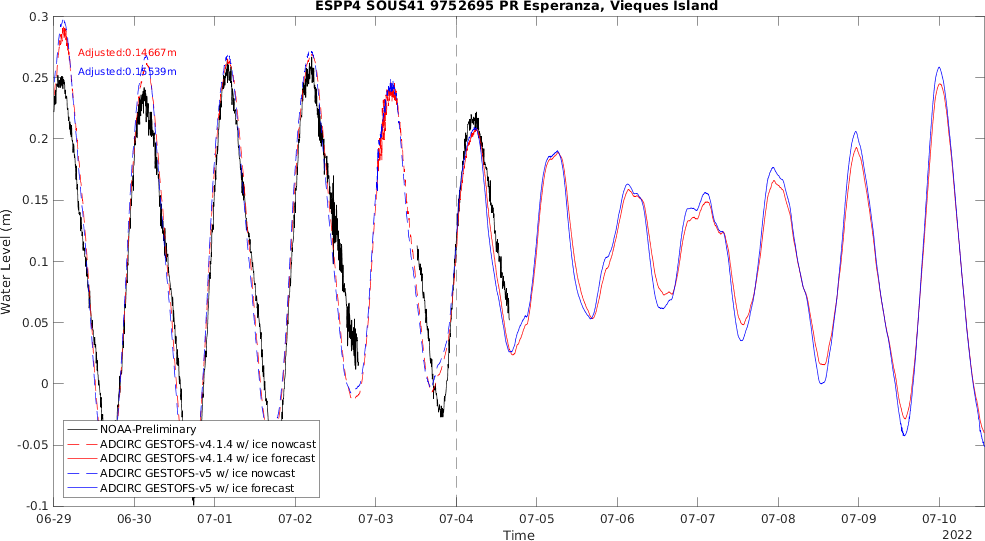 ESPP4 SOUS41 9752695 PR Esperanza, Vieques Island
0.3
0.25
0.2
0.15
0.1
0.05
0
-0.05
-0.1
Water Level (m)
Adjusted:0.14667m
Adjusted:0.15539m
NOAA-Preliminary
ADCIRC GESTOFS-v4.1.4 w/ ice nowcast
ADCIRC GESTOFS-v4.1.4 w/ ice forecast
ADCIRC GESTOFS-v5 w/ ice nowcast
ADCIRC GESTOFS-v5 w/ ice forecast
06-29 06-30 07-01 07-02 07-03 07-04 07-05 07-06 07-07 07-08 07-09 07-10
Time
2022